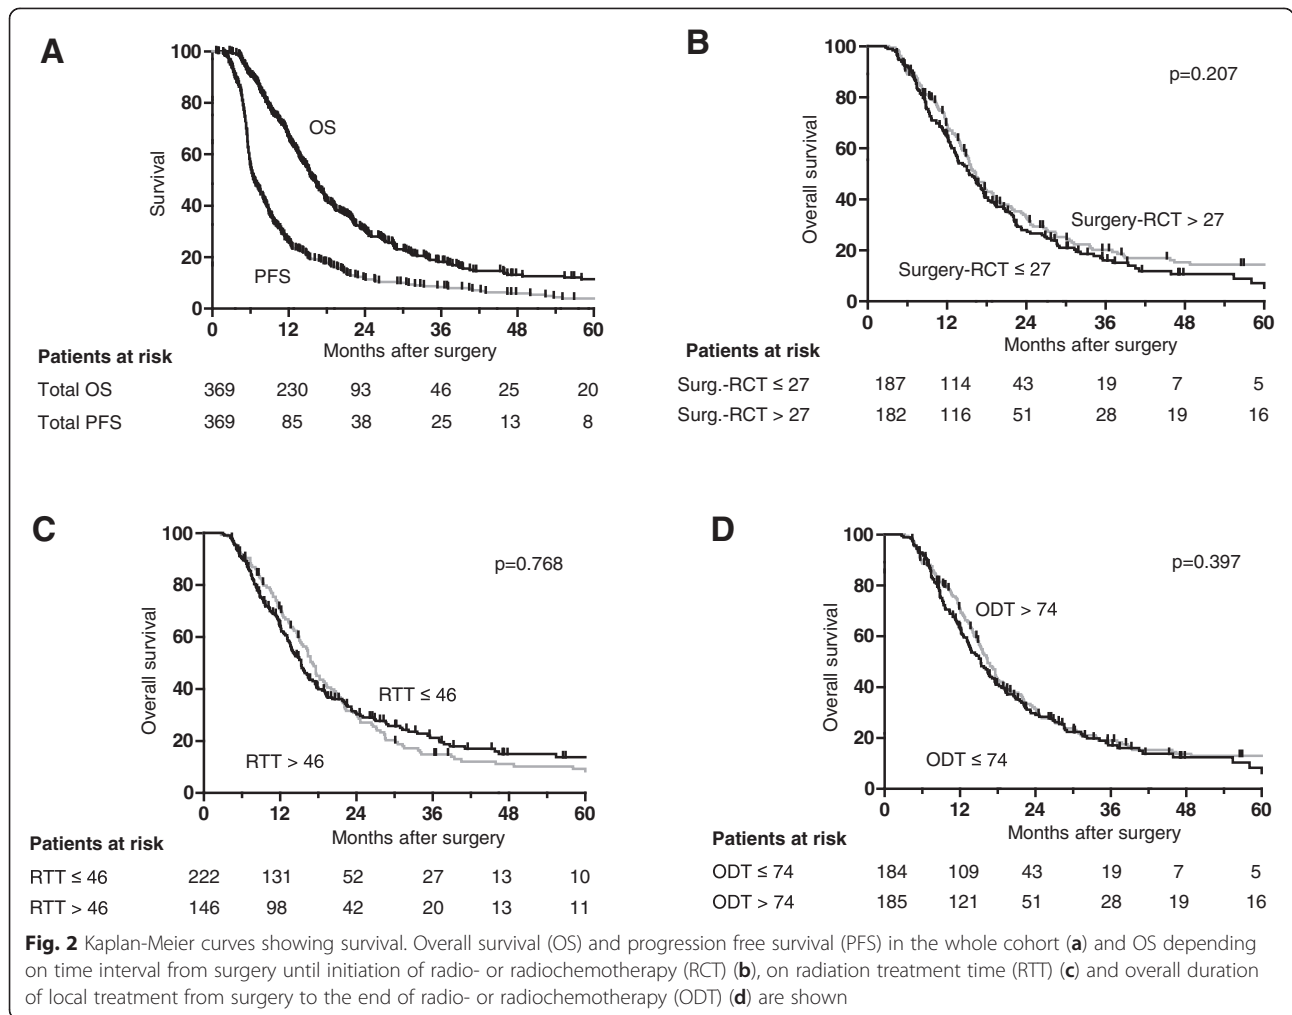 A
100
80
60
40
20
0
Survival
OS
PFS
0 12 24 36 48 60
Months after surgery
Patients at risk
Total OS 369 230 93 46 25 20
Total PFS 369 85 38 25 13 8
B
100
80
60
40
20
0
Overall survival
p=0.207
Surgery-RCT > 27
Surgery-RCT ≤ 27
0 12 24 36 48 60
Months after surgery
Patients at risk
Surg.-RCT ≤ 27 187 114 43 19 7 5
Surg.-RCT > 27 182 116 51 28 19 16
C
100
80
60
40
20
0
Overall survival
p=0.768
RTT ≤ 46
RTT > 46
0 12 24 36 48 60
Months after surgery
Patients at risk
RTT ≤ 46 222 131 52 27 13 10
RTT > 46 146 98 42 20 13 11
D
100
80
60
40
20
0
Overall survival
p=0.397
ODT > 74
ODT ≤ 74
0 12 24 36 48 60
Months after surgery
Patients at risk
ODT ≤ 74 184 109 43 19 7 5
ODT > 74 185 121 51 28 19 16
Fig. 2 Kaplan-Meier curves showing survival. Overall survival (OS) and progression free survival (PFS) in the whole cohort (a) and OS depending
on time interval from surgery until initiation of radio- or radiochemotherapy (RCT) (b), on radiation treatment time (RTT) (c) and overall duration
of local treatment from surgery to the end of radio- or radiochemotherapy (ODT) (d) are shown